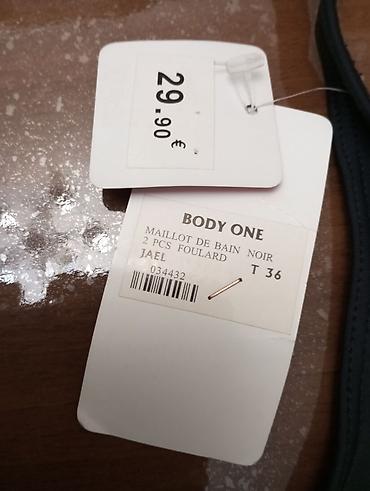 29.90 €
BODY ONE
MAILLOT DE BAIN NOIR
2 PCS FOULARD
JAEL T 36
034432